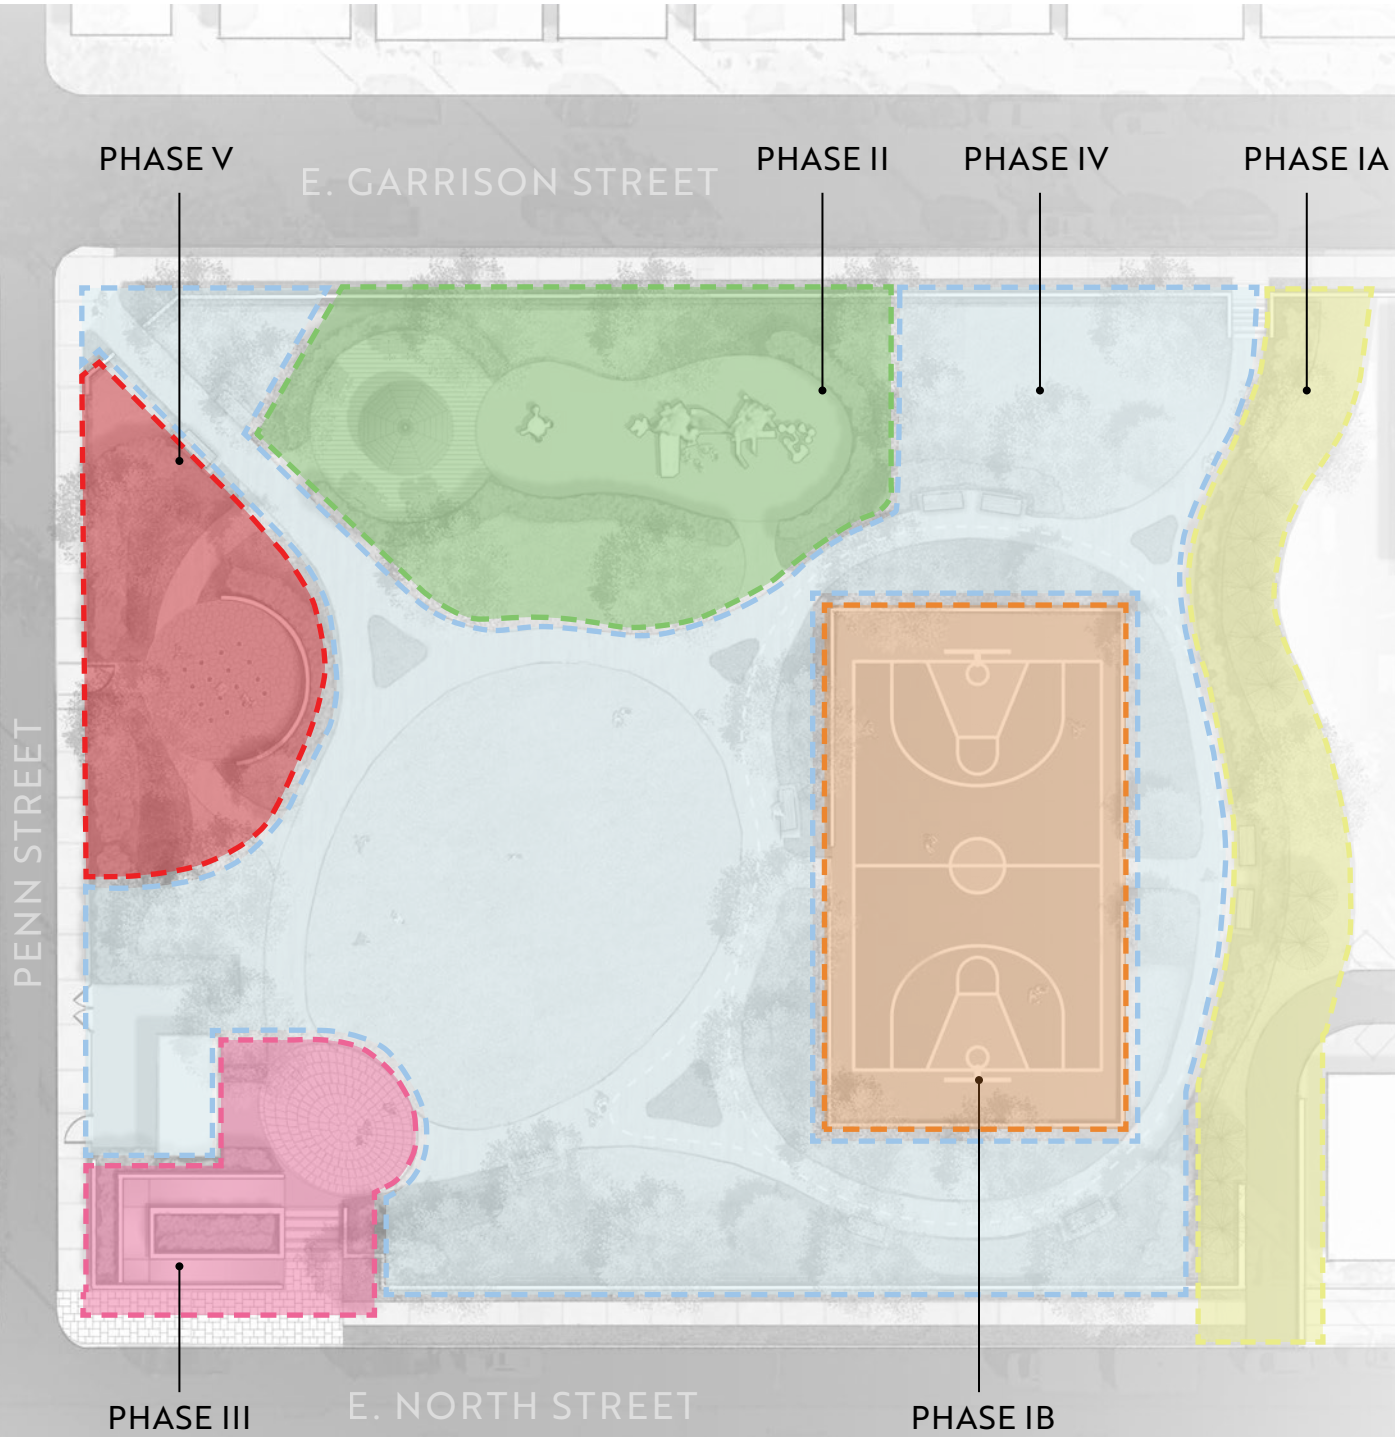 PHASE V
PHASE II
PHASE IV
PHASE IA
E. GARRISON STREET
PENN STREET
E. NORTH STREET
PHASE III
PHASE IB